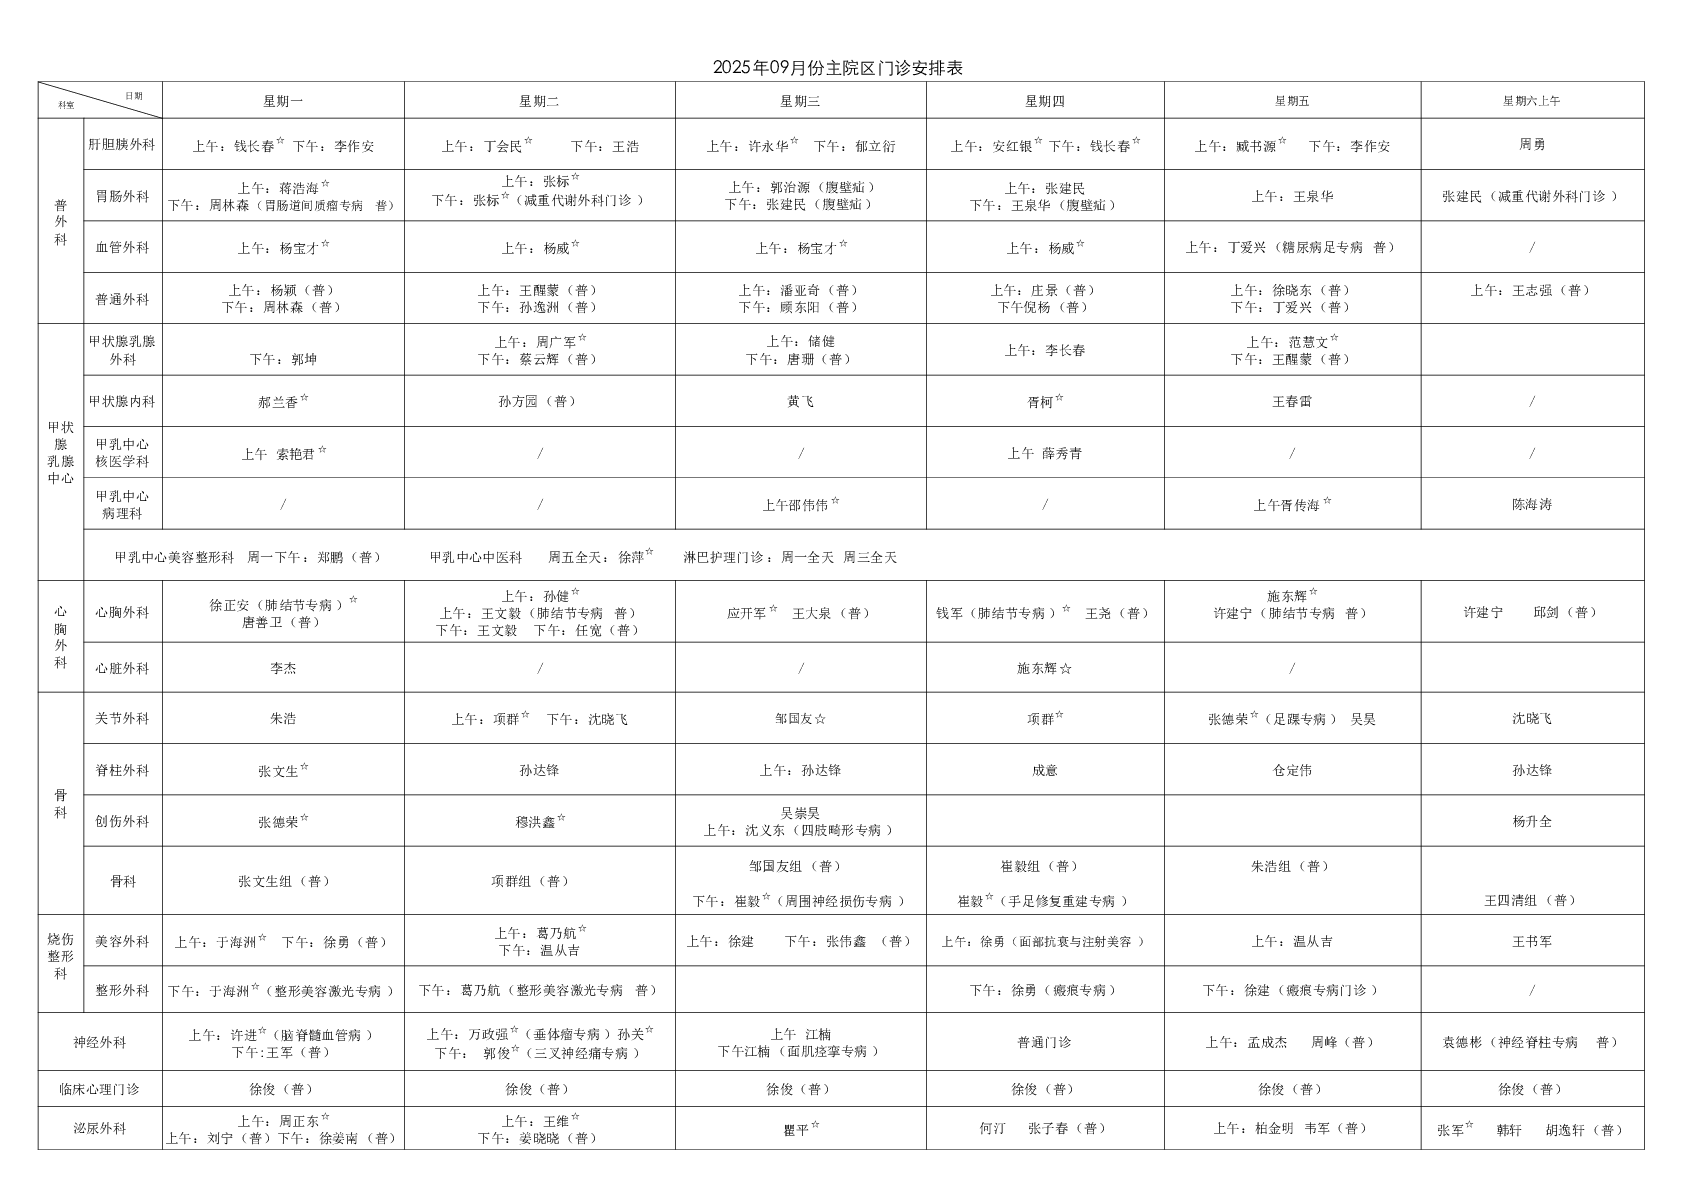 2025年09月份主院区门诊安排表
日期
科室
星期一
星期二
星期三
星期四
星期五
星期六上午
普
外
科
肝胆胰外科
上午：钱长春☆ 下午：李作安
上午：丁会民☆ 下午：王浩
上午：许永华☆ 下午：郁立衍
上午：安红银☆ 下午：钱长春☆
上午：臧书源☆ 下午：李作安
周勇
胃肠外科
上午：蒋浩海☆
下午：周林森（胃肠道间质瘤专病 普）
上午：张标☆
下午：张标☆（减重代谢外科门诊）
上午：郭治源（腹壁疝）
下午：张建民（腹壁疝）
上午：张建民
下午：王泉华（腹壁疝）
上午：王泉华
张建民（减重代谢外科门诊）
血管外科
上午：杨宝才☆
上午：杨威☆
上午：杨宝才☆
上午：杨威☆
上午：丁爱兴（糖尿病足专病 普）
/
普通外科
上午：杨颖（普）
下午：周林森（普）
上午：王醒蒙（普）
下午：孙逸洲（普）
上午：潘亚奇（普）
下午：顾东阳（普）
上午：庄景（普）
下午倪杨（普）
上午：徐晓东（普）
下午：丁爱兴（普）
上午：王志强（普）
甲状
腺
乳腺
中心
甲状腺乳腺
外科
下午：郭坤
上午：周广军☆
下午：蔡云辉（普）
上午：储健
下午：唐珊（普）
上午：李长春
上午：范慧文☆
下午：王醒蒙（普）
甲状腺内科
郝兰香☆
孙方园（普）
黄飞
胥柯☆
王春雷
/
甲乳中心
核医学科
上午 索艳君☆
/
/
上午 薛秀青
/
/
甲乳中心
病理科
/
/
上午邵伟伟☆
/
上午胥传海☆
陈海涛
甲乳中心美容整形科 周一下午：郑鹏（普） 甲乳中心中医科 周五全天：徐萍☆ 淋巴护理门诊：周一全天 周三全天
心
胸
外
科
心胸外科
徐正安（肺结节专病）☆
唐善卫（普）
上午：孙健☆
上午：王文毅（肺结节专病 普）
下午：王文毅 下午：任宽（普）
应开军☆ 王大泉（普）
钱军（肺结节专病）☆ 王尧（普）
施东辉☆
许建宁（肺结节专病 普）
许建宁 邱剑（普）
心脏外科
李杰
/
/
施东辉☆
/
骨
科
关节外科
朱浩
上午：项群☆ 下午：沈晓飞
邹国友☆
项群☆
张德荣☆（足踝专病） 吴昊
沈晓飞
脊柱外科
张文生☆
孙达锋
上午：孙达锋
成意
仓定伟
孙达锋
创伤外科
张德荣☆
穆洪鑫☆
吴崇昊
上午：沈义东（四肢畸形专病）
杨升全
骨科
张文生组（普）
项群组（普）
邹国友组（普）
下午：崔毅☆（周围神经损伤专病）
崔毅组（普）
崔毅☆（手足修复重建专病）
朱浩组（普）
王四清组（普）
烧伤
整形
科
美容外科
上午：于海洲☆ 下午：徐勇（普）
上午：葛乃航☆
下午：温从吉
上午：徐建 下午：张伟鑫 （普）
上午：徐勇（面部抗衰与注射美容）
上午：温从吉
王书军
整形外科
下午：于海洲☆（整形美容激光专病）
下午：葛乃航（整形美容激光专病 普）
下午：徐勇（瘢痕专病）
下午：徐建（瘢痕专病门诊）
/
神经外科
上午：许进☆（脑脊髓血管病）
下午:王军（普）
上午：万政强☆（垂体瘤专病）孙关☆
下午： 郭俊☆（三叉神经痛专病）
上午 江楠
下午江楠（面肌痉挛专病）
普通门诊
上午：孟成杰 周峰（普）
袁德彬（神经脊柱专病 普）
临床心理门诊
徐俊（普）
徐俊（普）
徐俊（普）
徐俊（普）
徐俊（普）
徐俊（普）
泌尿外科
上午：周正东☆
上午：刘宁（普）下午：徐姜南（普）
上午：王维☆
下午：姜晓晓（普）
瞿平☆
何汀 张子春（普）
上午：柏金明 韦军（普）
张军☆ 韩轩 胡逸轩（普）